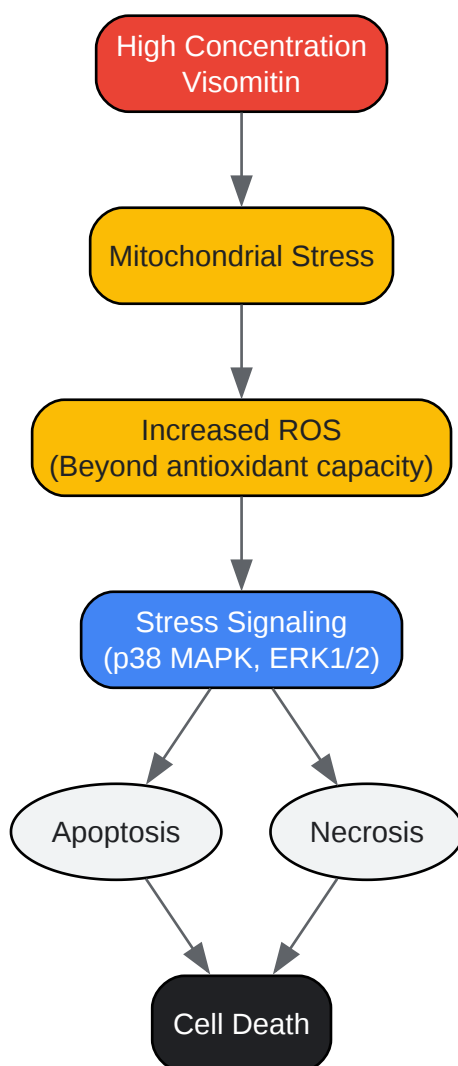 High Concentration
Visomitin
Mitochondrial Stress
Increased ROS
(Beyond antioxidant capacity)
Stress Signaling
(p38 MAPK, ERK1/2)
Apoptosis
Necrosis
Cell Death